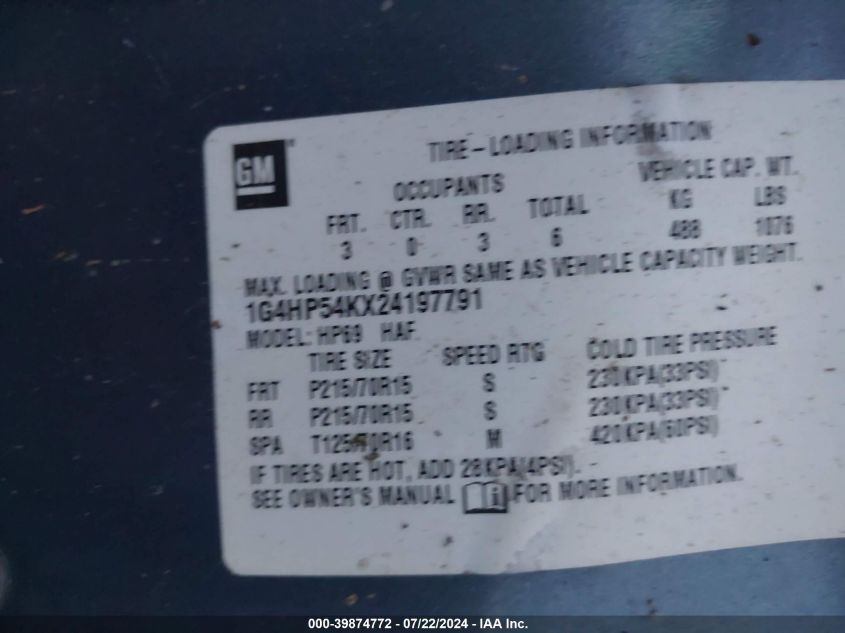 GM
TIRE-LOADING INFORMATION
OCCUPANTS VEHICLE CAP. WT.
FRT. CTR. RR. TOTAL KG LBS
3 0 3 6 488 1076
MAX. LOADING @ GVWR SAME AS VEHICLE CAPACITY WEIGHT.
1G4HP54KX24197791
MODEL: HP69 HAF
TIRE SIZE SPEED RTG COLD TIRE PRESSURE
FRT P215/70R15 S 230KPA(33PSI)
RR P215/70R15 S 230KPA(33PSI)
SPA T125/70R16 M 420KPA(60PSI)
IF TIRES ARE HOT, ADD 28KPA(4PSI).
SEE OWNER'S MANUAL i FOR MORE INFORMATION.
000-39874772 - 07/22/2024 - IAA Inc.